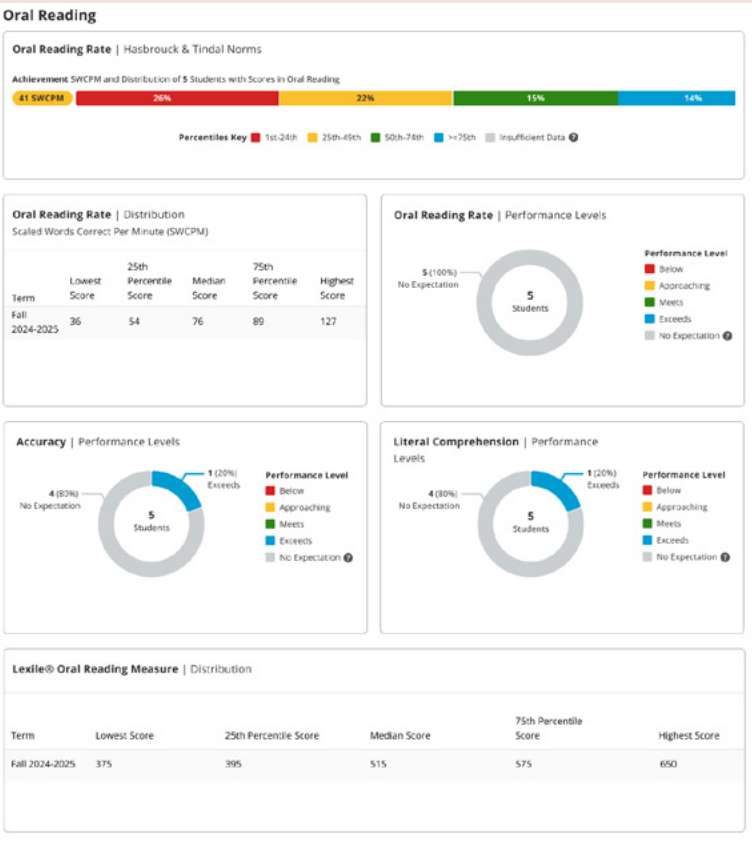 Oral Reading
Oral Reading Rate | Hasbrouck & Tindal Norms
Achievement SWCPM and Distribution of 5 Students with Scores in Oral Reading
41 SWCPM 26% 22% 15% 14%
Percentiles Key 1st-24th 25th-49th 50th-74th >=75th Insufficient Data ?
Oral Reading Rate | Distribution
Scaled Words Correct Per Minute (SWCPM)
Term Lowest Score 25th Percentile Score Median Score 75th Percentile Score Highest Score
Fall 2024-2025 36 54 76 89 127
Oral Reading Rate | Performance Levels
5 (100%)
No Expectation
5
Students
Performance Level
Below
Approaching
Meets
Exceeds
No Expectation ?
Accuracy | Performance Levels
1 (20%)
Exceeds
4 (80%)
No Expectation
5
Students
Performance Level
Below
Approaching
Meets
Exceeds
No Expectation ?
Literal Comprehension | Performance
Levels
1 (20%)
Exceeds
4 (80%)
No Expectation
5
Students
Performance Level
Below
Approaching
Meets
Exceeds
No Expectation ?
Lexile® Oral Reading Measure | Distribution
Term Lowest Score 25th Percentile Score Median Score 75th Percentile Score Highest Score
Fall 2024-2025 375 395 515 575 650